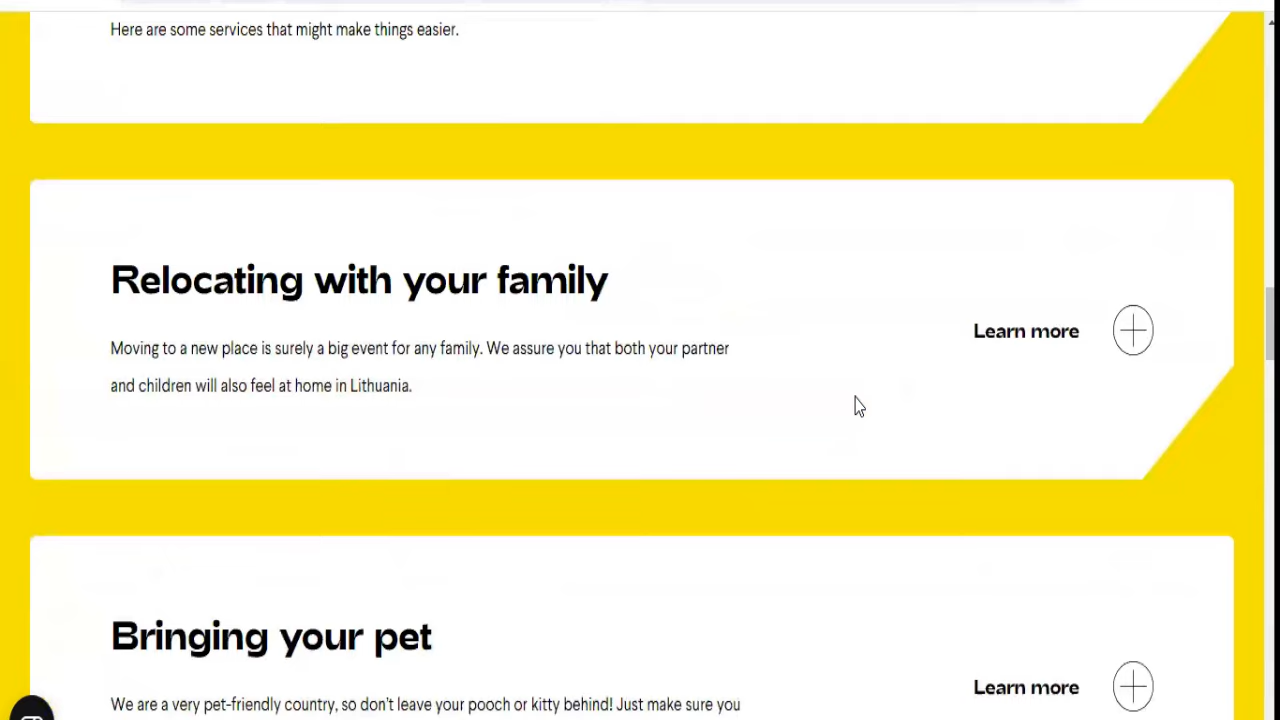 Here are some services that might make things easier.
Relocating with your family
Moving to a new place is surely a big event for any family. We assure you that both your partner
and children will also feel at home in Lithuania.
Learn more
Bringing your pet
We are a very pet-friendly country, so don't leave your pooch or kitty behind! Just make sure you
Learn more